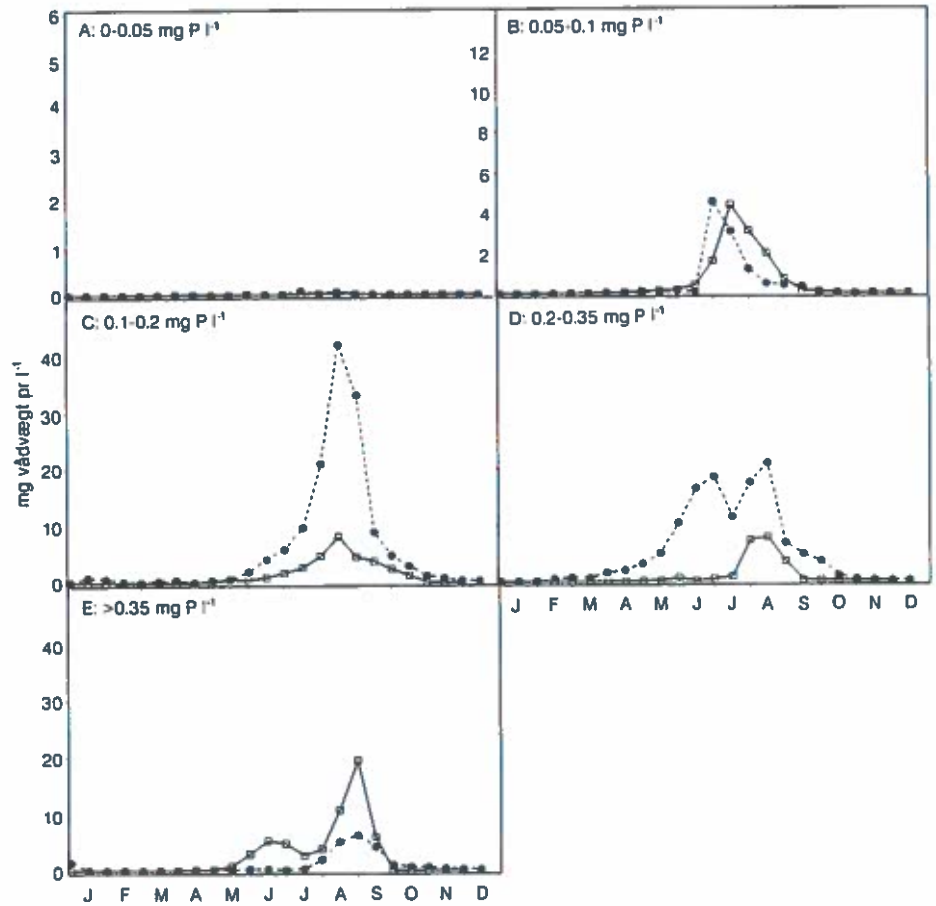 A: 0-0.05 mg P l⁻¹
6
5
4
3
2
1
0
B: 0.05-0.1 mg P l⁻¹
12
10
8
6
4
2
C: 0.1-0.2 mg P l⁻¹
40
30
20
10
0
D: 0.2-0.35 mg P l⁻¹
J F M A M J J A S O N D
mg vådvægt pr l⁻¹
E: >0.35 mg P l⁻¹
40
30
20
10
0
J F M A M J J A S O N D